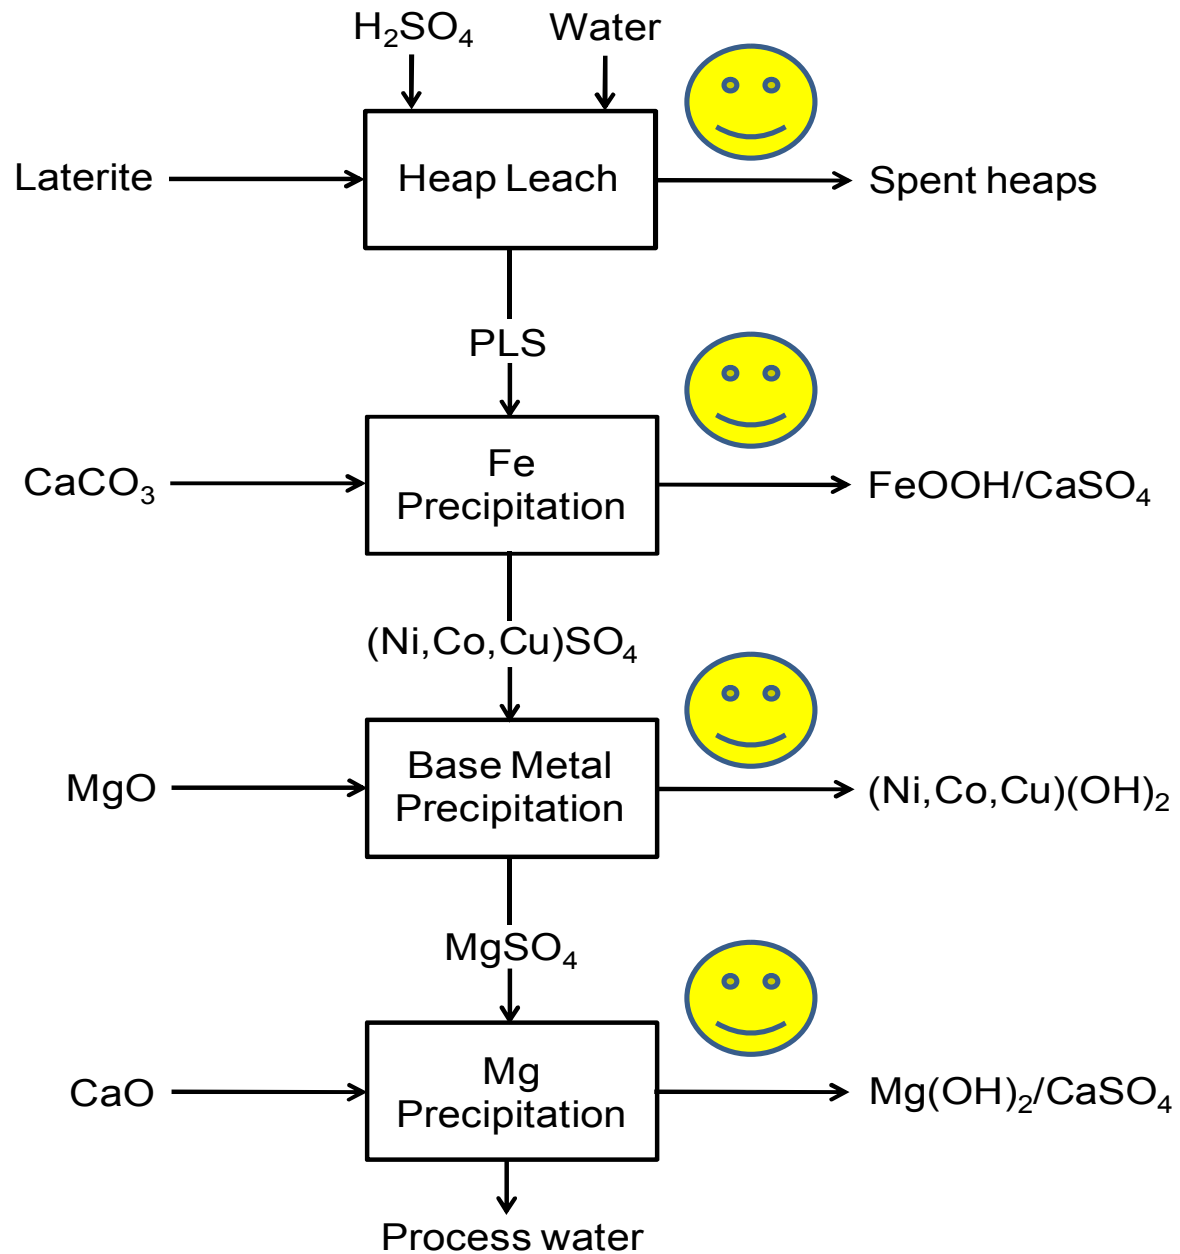 H₂SO₄
Water
Laterite
Heap Leach
Spent heaps
PLS
CaCO₃
Fe
Precipitation
FeOOH/CaSO₄
(Ni,Co,Cu)SO₄
MgO
Base Metal
Precipitation
(Ni,Co,Cu)(OH)₂
MgSO₄
CaO
Mg
Precipitation
Mg(OH)₂/CaSO₄
Process water